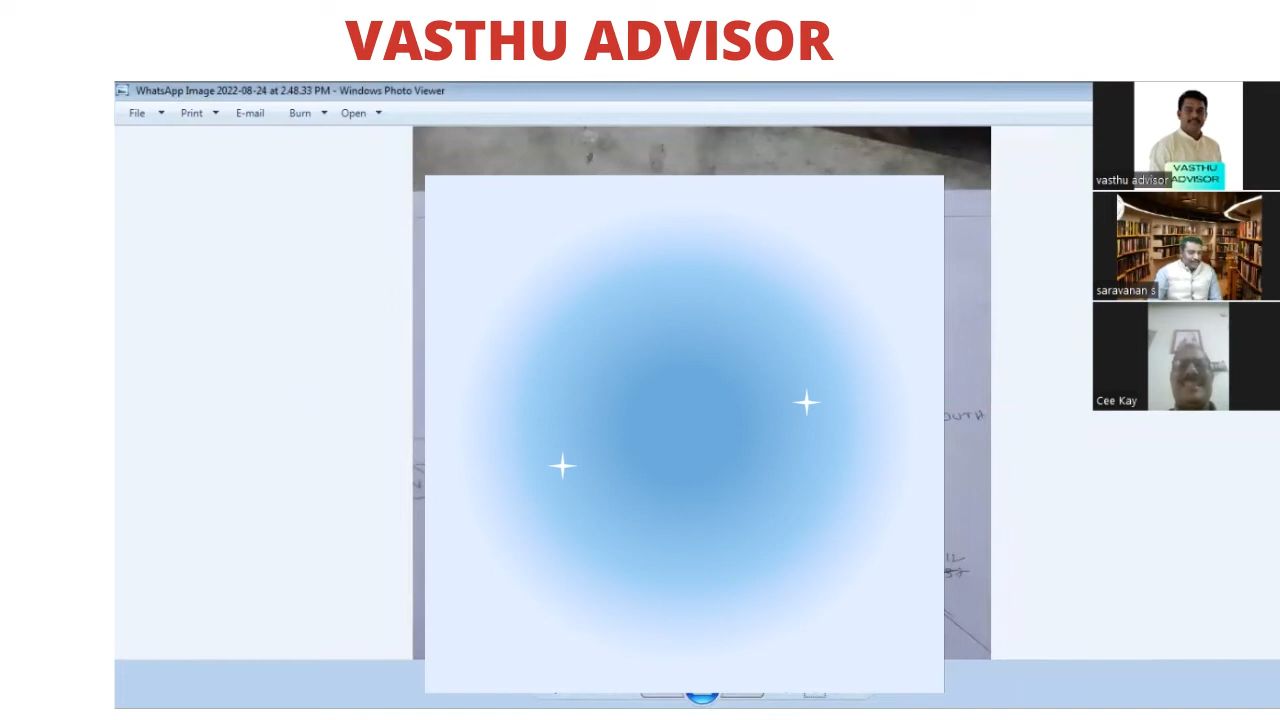 VASTHU ADVISOR
WhatsApp Image 2022-08-24 at 2.48.33 PM - Windows Photo Viewer
File Print E-mail Burn Open
VASTHU
ADVISOR
vasthu advisor
saravanan s
Cee Kay